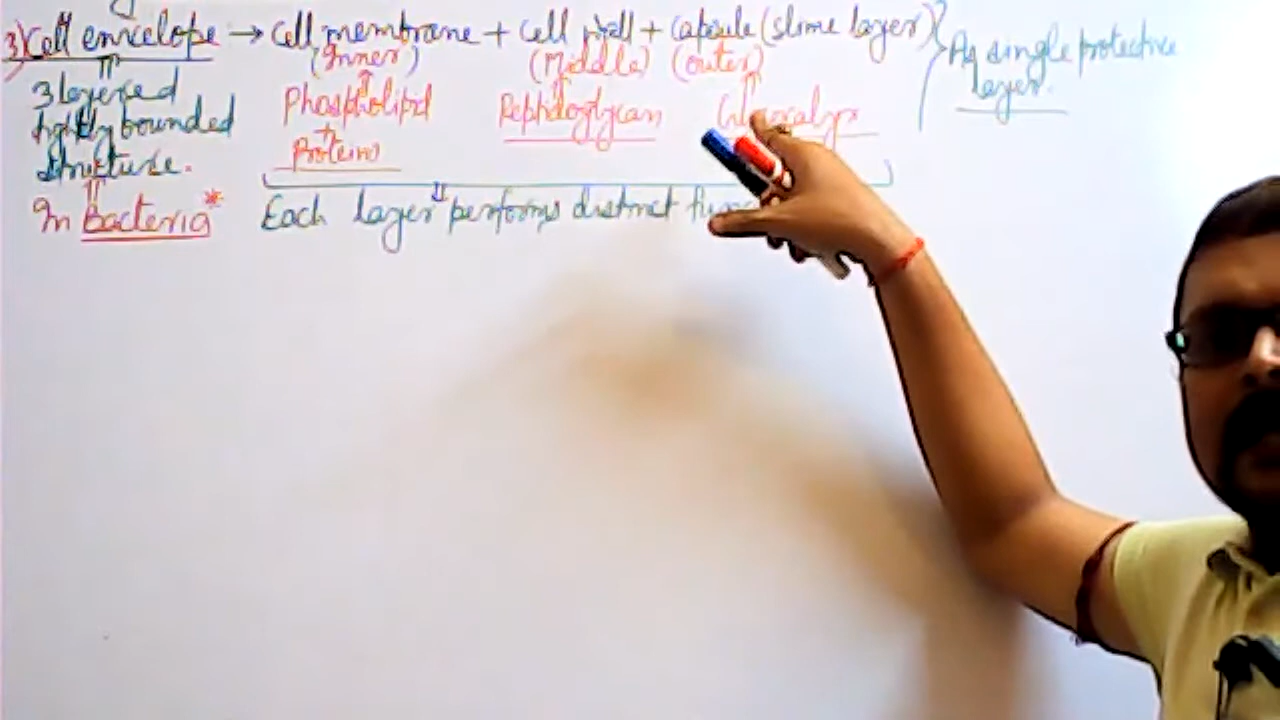 3) Cell envelope → Cell membrane + Cell wall + Capsule (slime layer)
(Inner) (Middle) (outer)
As single protective
layer.
3 layered
tightly bounded
structure.
In Bacteria*
Phospholipid
+
Proteins
Peptidoglycan
Each layer performs distinct